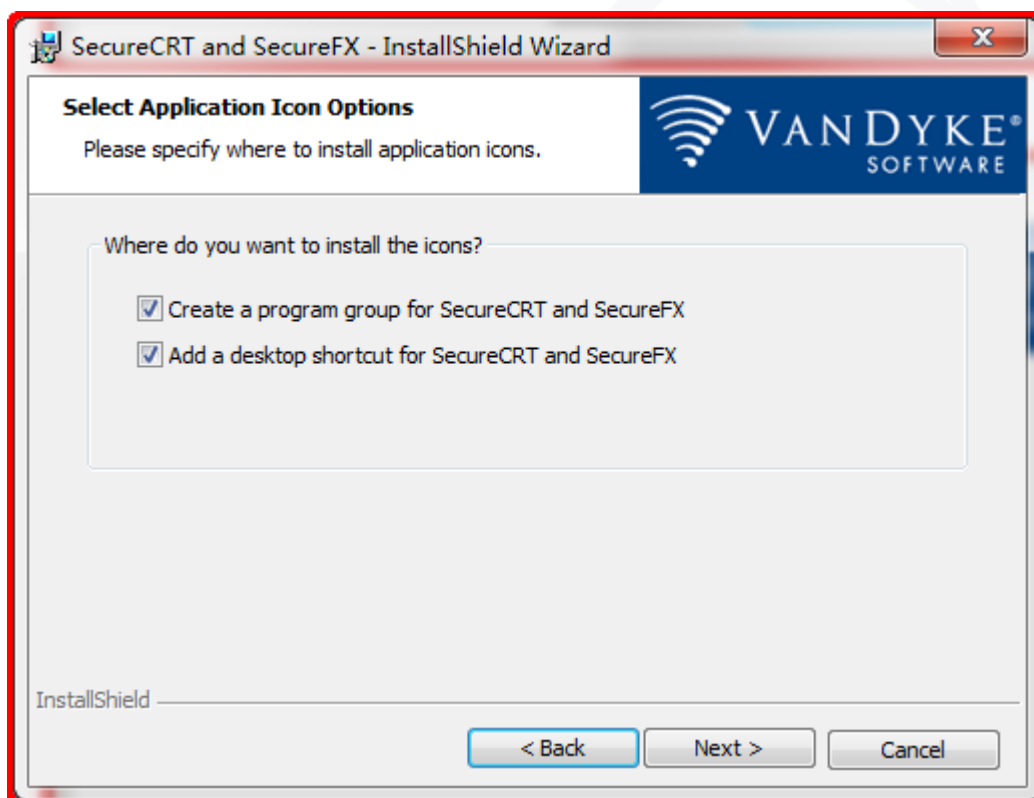 SecureCRT and SecureFX - InstallShield Wizard
Select Application Icon Options
Please specify where to install application icons.
VANDYKE®
SOFTWARE
Where do you want to install the icons?
Create a program group for SecureCRT and SecureFX
Add a desktop shortcut for SecureCRT and SecureFX
InstallShield
< Back Next > Cancel